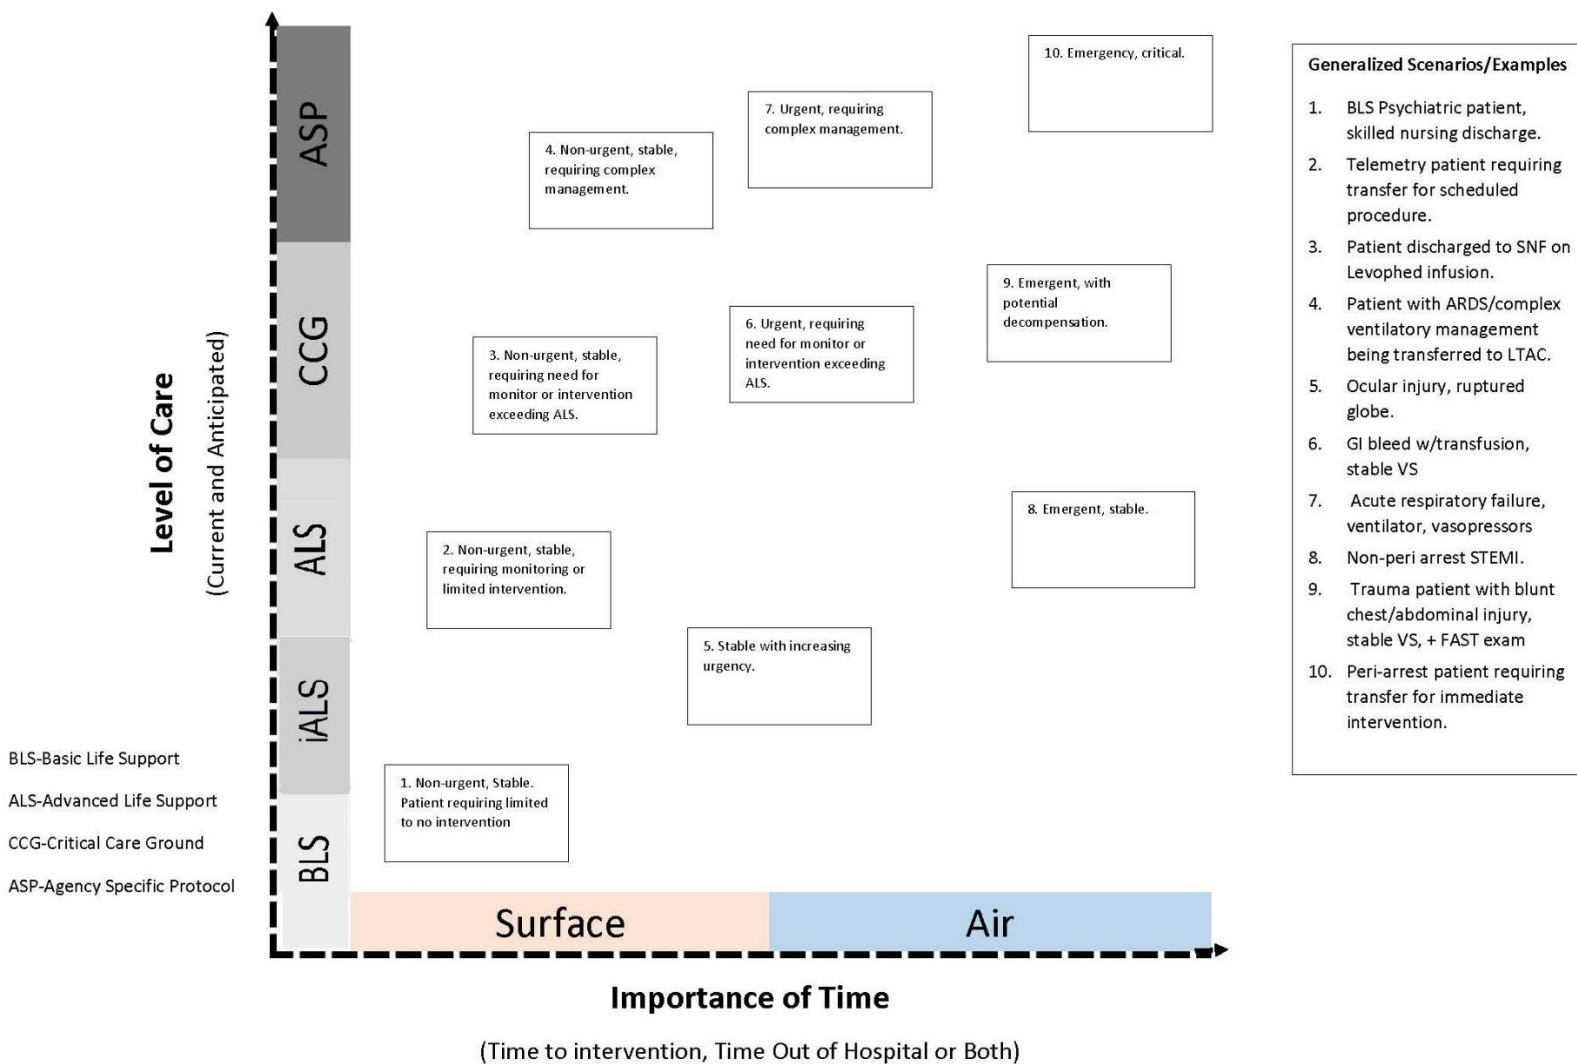 10. Emergency, critical.
7. Urgent, requiring
complex management.
4. Non-urgent, stable,
requiring complex
management.
9. Emergent, with
potential
decompensation.
6. Urgent, requiring
need for monitor or
intervention exceeding
ALS.
3. Non-urgent, stable,
requiring need for
monitor or intervention
exceeding ALS.
8. Emergent, stable.
2. Non-urgent, stable,
requiring monitoring or
limited intervention.
5. Stable with increasing
urgency.
1. Non-urgent, Stable.
Patient requiring limited
to no intervention
ASP
CCG
ALS
iALS
BLS
Level of Care
(Current and Anticipated)
BLS-Basic Life Support
ALS-Advanced Life Support
CCG-Critical Care Ground
ASP-Agency Specific Protocol
Surface
Air
Importance of Time
(Time to intervention, Time Out of Hospital or Both)
Generalized Scenarios/Examples
1. BLS Psychiatric patient,
skilled nursing discharge.
2. Telemetry patient requiring
transfer for scheduled
procedure.
3. Patient discharged to SNF on
Levophed infusion.
4. Patient with ARDS/complex
ventilatory management
being transferred to LTAC.
5. Ocular injury, ruptured
globe.
6. GI bleed w/transfusion,
stable VS
7. Acute respiratory failure,
ventilator, vasopressors
8. Non-peri arrest STEMI.
9. Trauma patient with blunt
chest/abdominal injury,
stable VS, + FAST exam
10. Peri-arrest patient requiring
transfer for immediate
intervention.